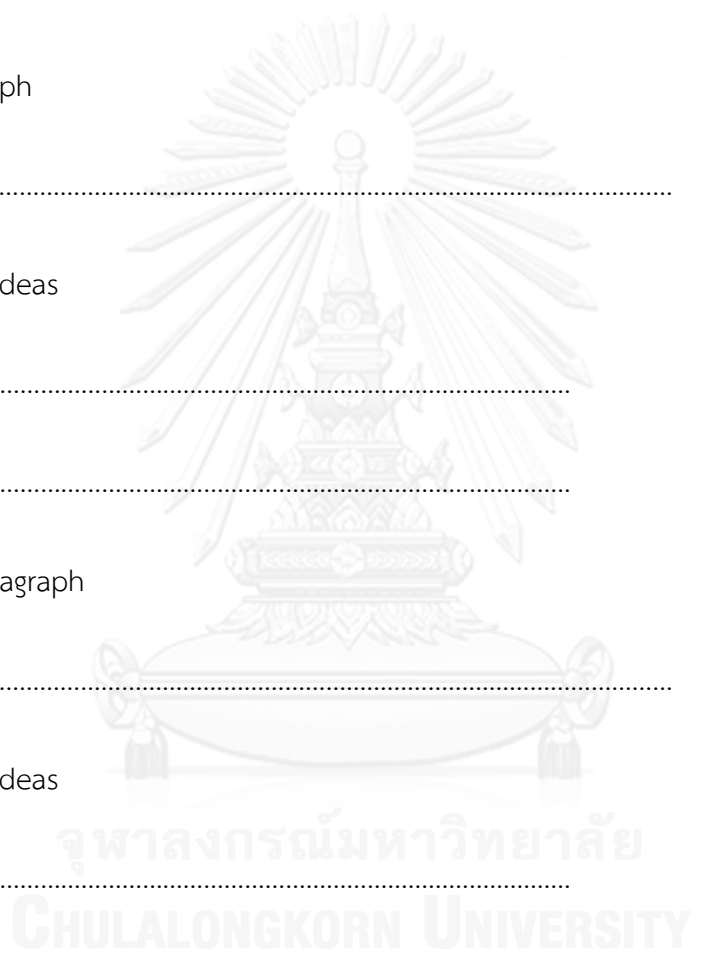 ph
................................................................................................
deas
.................................................................................
.................................................................................
agraph
................................................................................................
deas
จุฬาลงกรณ์มหาวิทยาลัย
.................................................................................
CHULALONGKORN UNIVERSITY